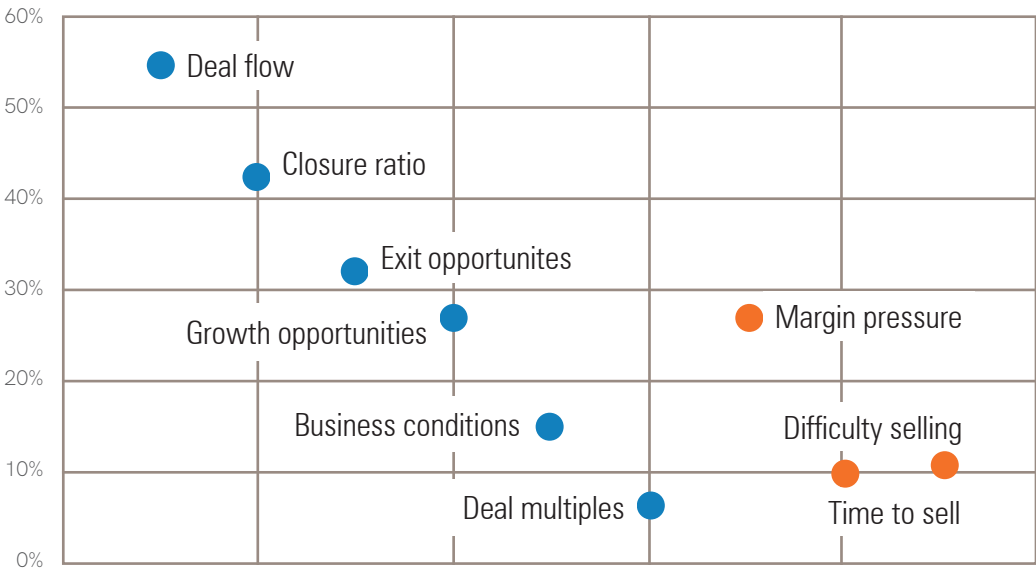 60%
Deal flow
50%
Closure ratio
40%
Exit opportunites
30%
Growth opportunities
Margin pressure
20%
Business conditions
Difficulty selling
10%
Deal multiples
Time to sell
0%